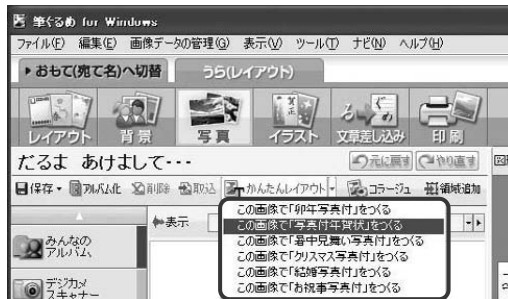 筆ぐるめ for Windows
ファイル(F) 編集(E) 画像データの管理(G) 表示(V) ツール(T) ナビ(N) ヘルプ(H)
おもて(宛て名)へ切替 うら(レイアウト)
レイアウト 背景 写真 イラスト 文章差し込み 印刷
だるま あけまして・・・ 元に戻す やり直す
保存 アルバム化 削除 取込 かんたんレイアウト コラージュ 領域追加
表示
この画像で「卯年写真付」をつくる
この画像で「写真付年賀状」をつくる
この画像で「暑中見舞い写真付」をつくる
この画像で「クリスマス写真付」をつくる
この画像で「結婚写真付」をつくる
この画像で「お祝事写真付」をつくる
みんなの
アルバム
デジカメ
スキャナー